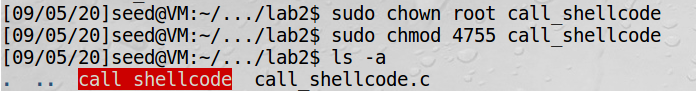 [09/05/20]seed@VM:~/.../lab2$ sudo chown root call_shellcode
[09/05/20]seed@VM:~/.../lab2$ sudo chmod 4755 call_shellcode
[09/05/20]seed@VM:~/.../lab2$ ls -a
.  ..  call_shellcode  call_shellcode.c